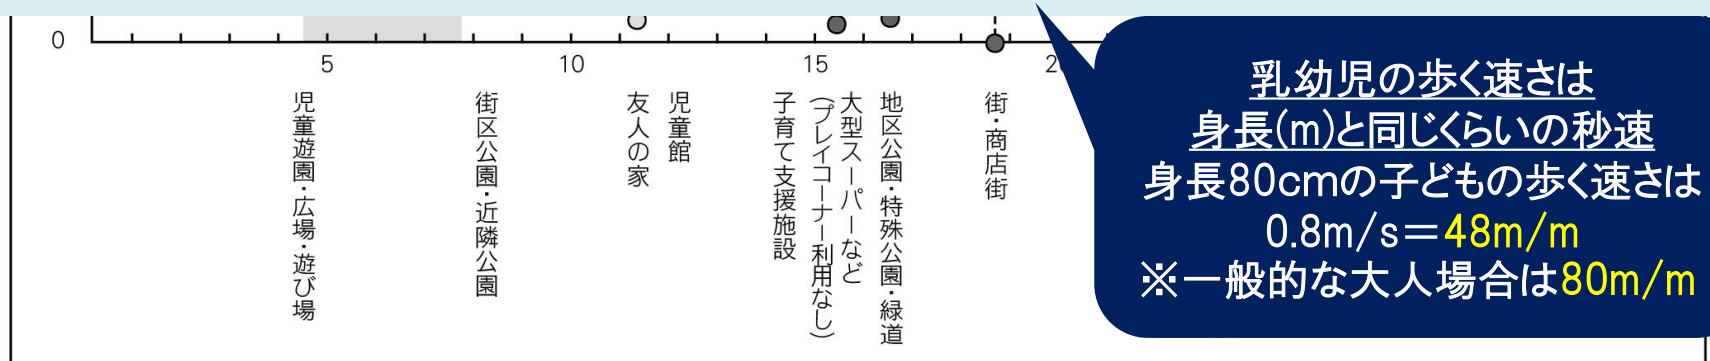 0
5
10
15
児童遊園・広場・遊び場
街区公園・近隣公園
友人の家
児童館
子育て支援施設
大型スーパーなど
(プレイコーナー利用なし)
地区公園・特殊公園・緑道
街・商店街
乳幼児の歩く速さは
身長(m)と同じくらいの秒速
身長80cmの子どもの歩く速さは
0.8m/s＝48m/m
※一般的な大人場合は80m/m